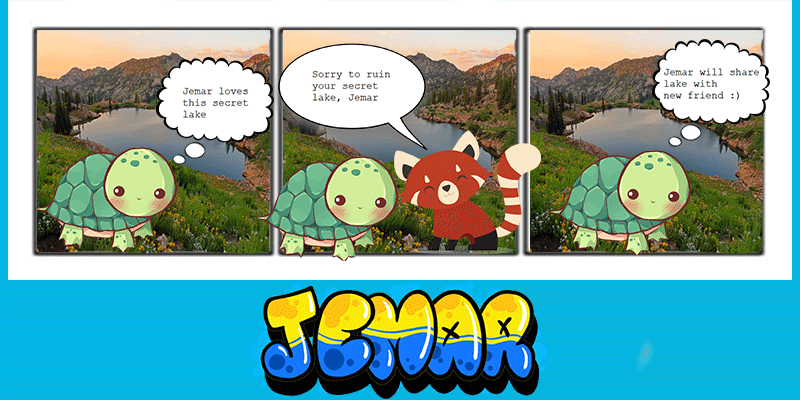 Jemar loves
this secret
lake
Sorry to ruin
your secret
lake, Jemar
Jemar will share
lake with
new friend :)
JEMAR